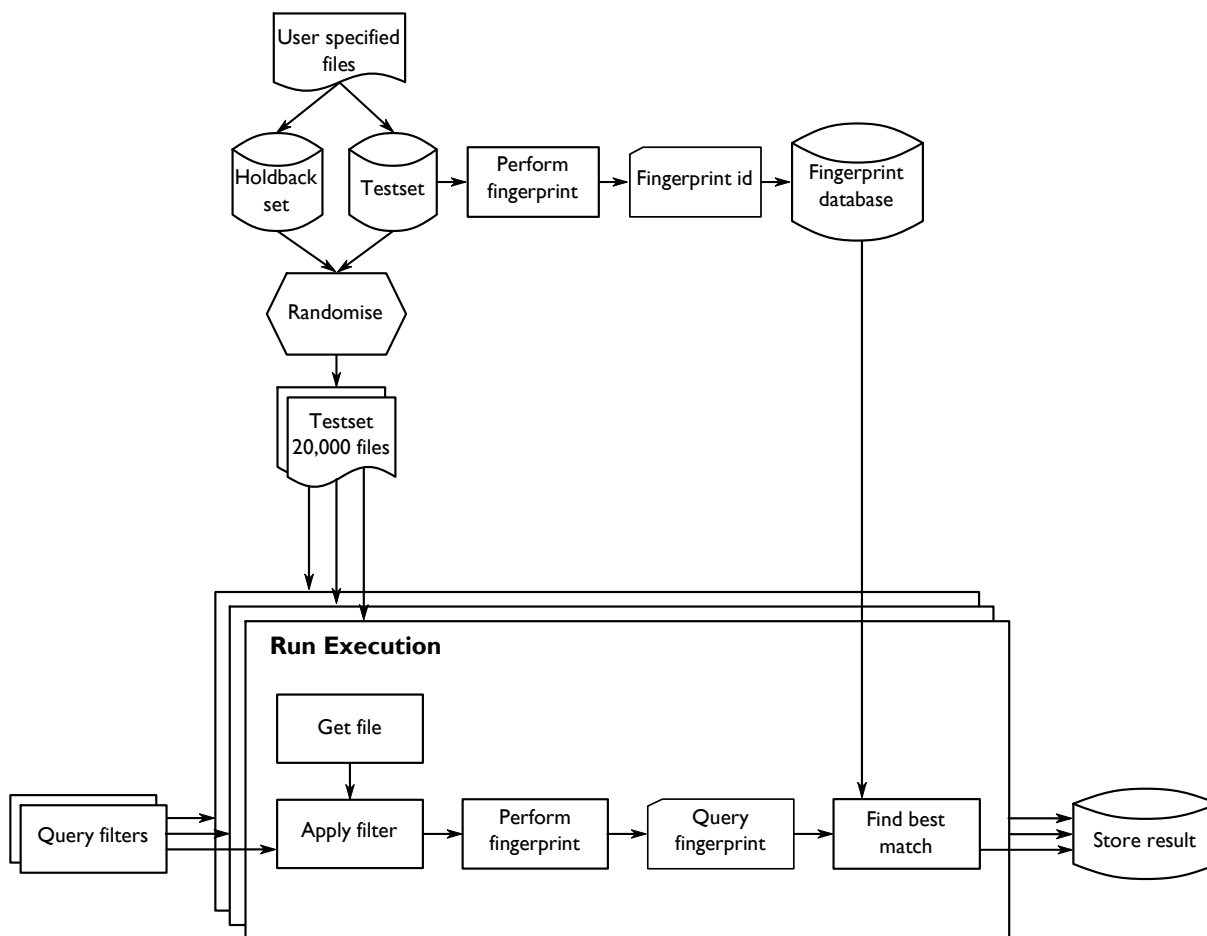 User specified
files
Holdback
set
Testset
Perform
fingerprint
Fingerprint id
Fingerprint
database
Randomise
Testset
20,000 files
Run Execution
Get file
Query filters
Apply filter
Perform
fingerprint
Query
fingerprint
Find best
match
Store result